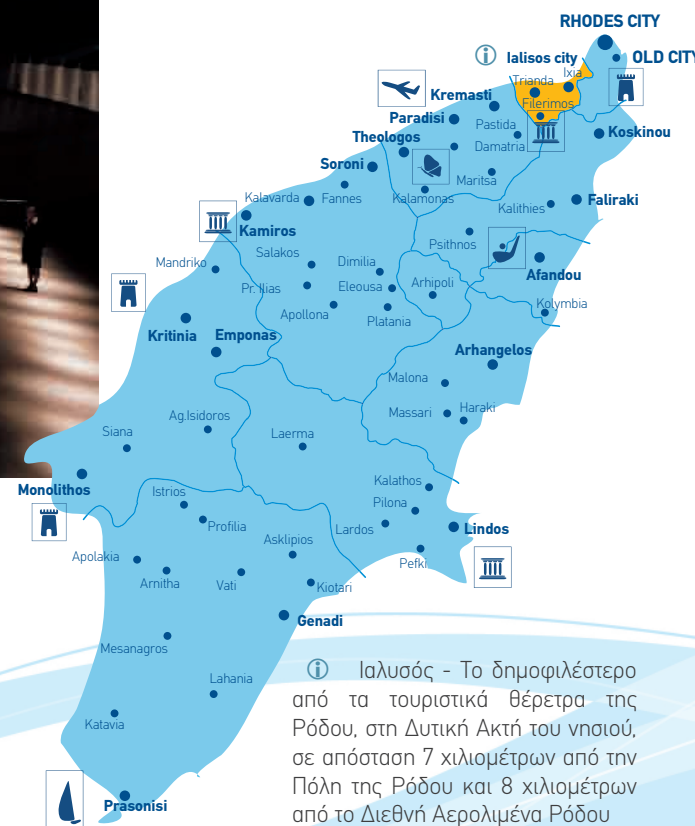 RHODES CITY
Ialisos city
OLD CITY
Trianda
Ixia
Kremasti
Filerimos
Paradisi
Pastida
Koskinou
Theologos
Damatria
Soroni
Maritsa
Kalavarda
Fannes
Kalamonas
Kalithies
Faliraki
Kamiros
Psithnos
Salakos
Mandriko
Dimilia
Afandou
Pr. Ilias
Eleousa
Arhipoli
Kolymbia
Apollona
Platania
Kritinia
Emponas
Arhangelos
Malona
Ag.Isidoros
Massari
Haraki
Siana
Laerma
Kalathos
Monolithos
Istrios
Pilona
Profilia
Lardos
Lindos
Asklipios
Apolakia
Pefki
Arnitha
Vati
Kiotari
Genadi
Mesanagros
Lahania
Katavia
Prasonisi
Ιαλυσός - Το δημοφιλέστερο
από τα τουριστικά θέρετρα της
Ρόδου, στη Δυτική Ακτή του νησιού,
σε απόσταση 7 χιλιομέτρων από την
Πόλη της Ρόδου και 8 χιλιομέτρων
από το Διεθνή Αερολιμένα Ρόδου